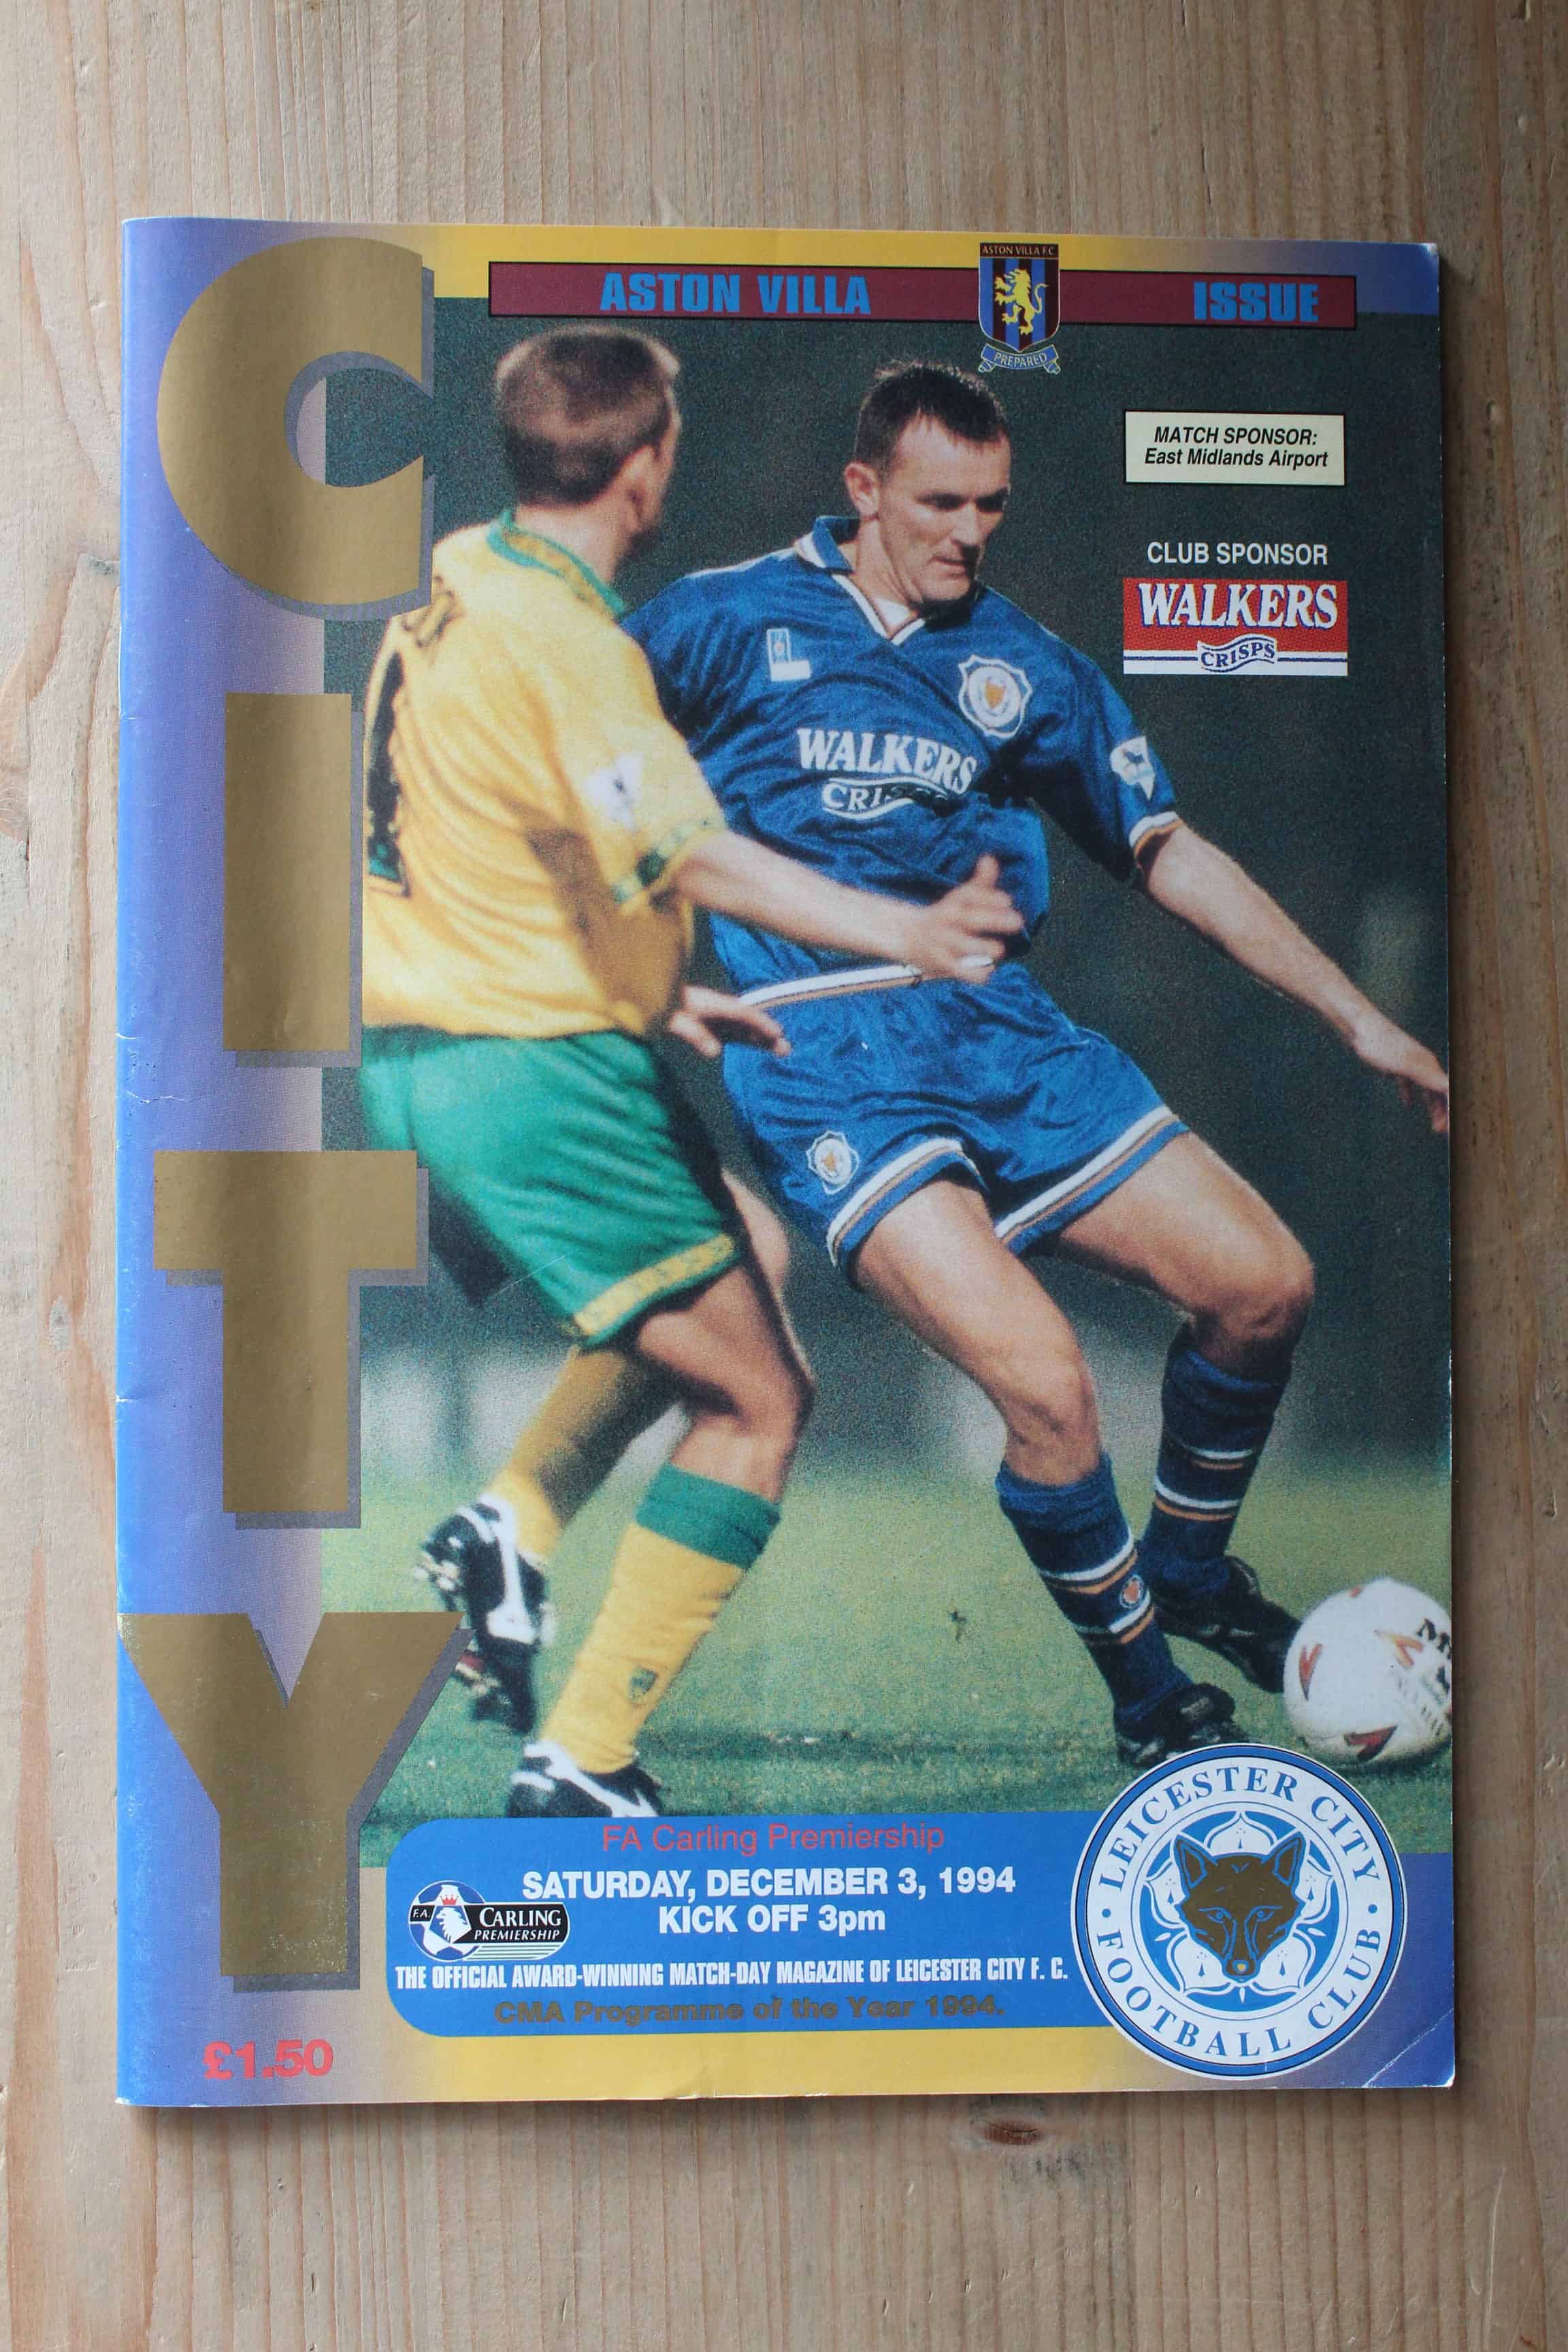 CITY
ASTON VILLA ISSUE
ASTON VILLA F.C
PREPARED
MATCH SPONSOR:
East Midlands Airport
CLUB SPONSOR
WALKERS
CRISPS
WALKERS
FA Carling Premiership
SATURDAY, DECEMBER 3, 1994
KICK OFF 3pm
F.A. CARLING
PREMIERSHIP
THE OFFICIAL AWARD-WINNING MATCH-DAY MAGAZINE OF LEICESTER CITY F. C.
CMA Programme of the Year 1994.
LEICESTER CITY
FOOTBALL CLUB
£1.50